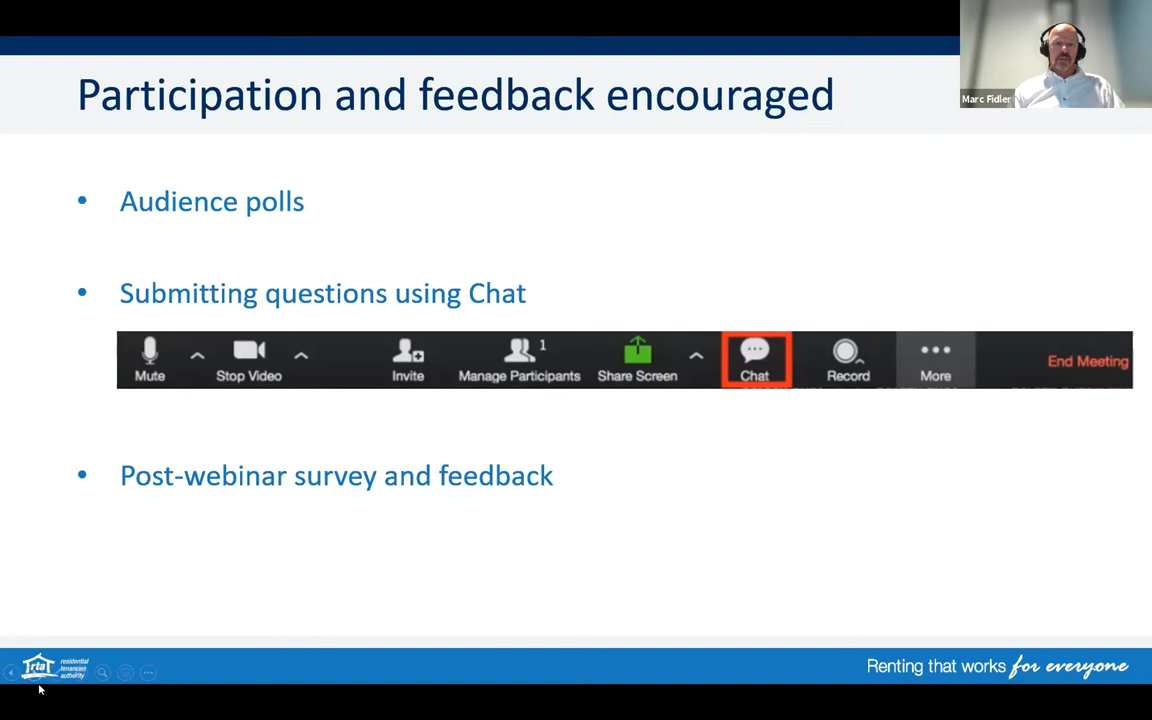 Participation and feedback encouraged
Marc Fidler
• Audience polls
• Submitting questions using Chat
1
Mute Stop Video Invite Manage Participants Share Screen Chat Record More End Meeting
• Post-webinar survey and feedback
rta residential
tenancies
authority
Renting that works for everyone